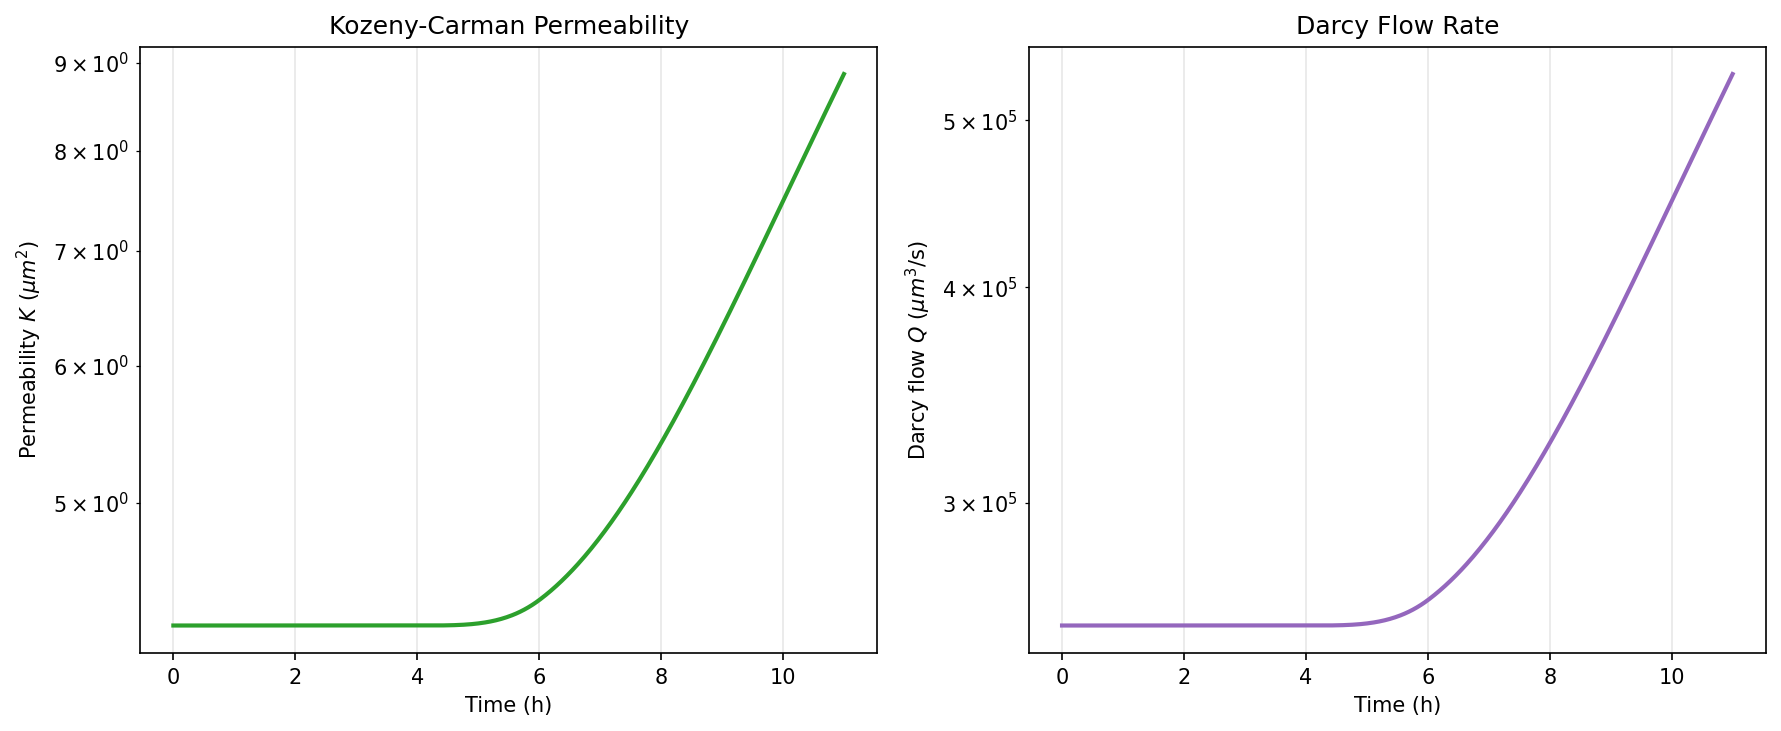 Kozeny-Carman Permeability
9 × 10⁰
8 × 10⁰
7 × 10⁰
6 × 10⁰
5 × 10⁰
Permeability K (μm²)
0 2 4 6 8 10
Time (h)
Darcy Flow Rate
5 × 10⁵
4 × 10⁵
3 × 10⁵
Darcy flow Q (μm³/s)
0 2 4 6 8 10
Time (h)